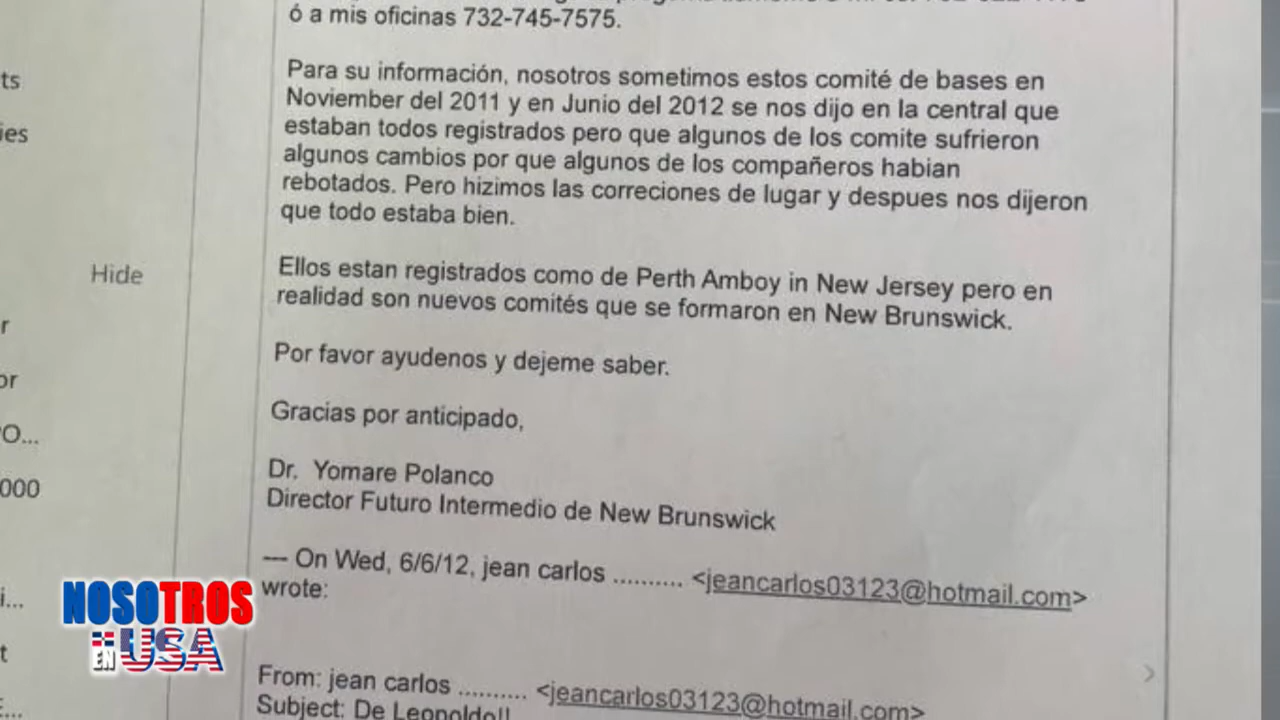 ó a mis oficinas 732-745-7575.
Para su información, nosotros sometimos estos comité de bases en
Noviember del 2011 y en Junio del 2012 se nos dijo en la central que
estaban todos registrados pero que algunos de los comite sufrieron
algunos cambios por que algunos de los compañeros habian
rebotados. Pero hizimos las correciones de lugar y despues nos dijeron
que todo estaba bien.
Ellos estan registrados como de Perth Amboy in New Jersey pero en
realidad son nuevos comités que se formaron en New Brunswick.
Por favor ayudenos y dejeme saber.
Gracias por anticipado,
Dr. Yomare Polanco
Director Futuro Intermedio de New Brunswick
--- On Wed, 6/6/12, jean carlos .......... <jeancarlos03123@hotmail.com>
wrote:
From: jean carlos .......... <jeancarlos03123@hotmail.com>
Subject: De Leopoldo!!
ts
ies
Hide
r
or
O...
000
i...
t
NOSOTROS
EN USA